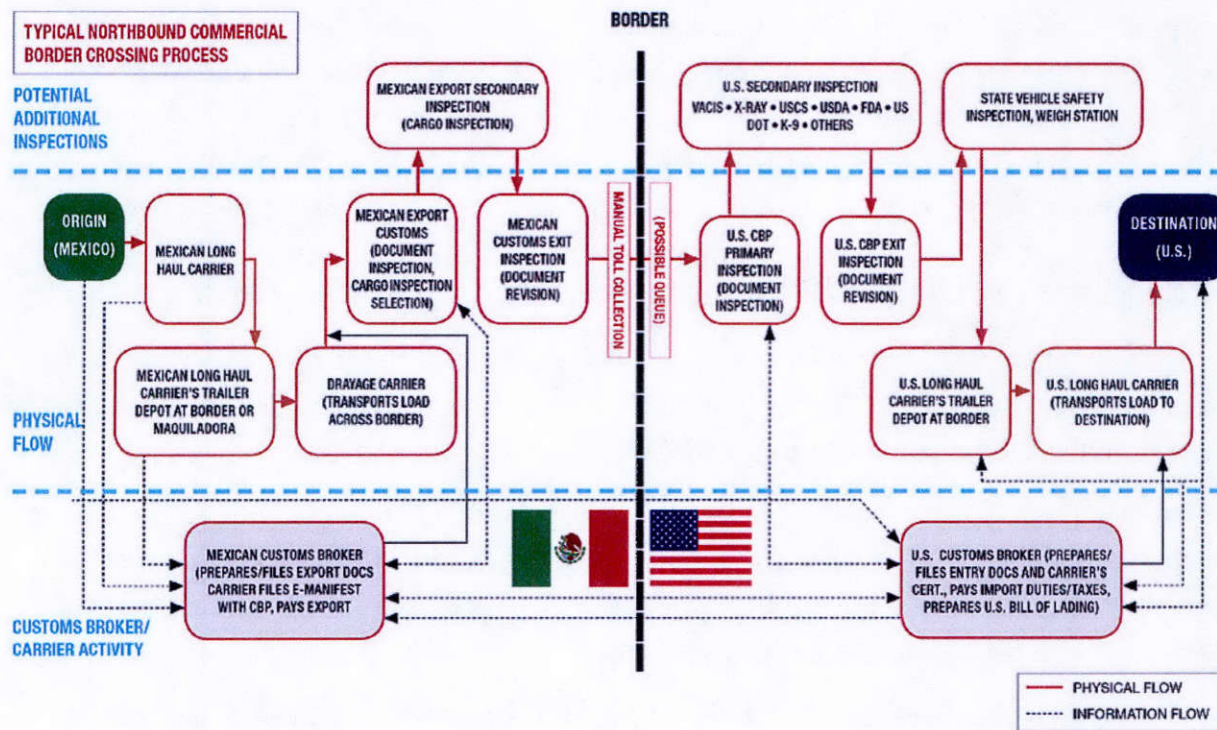 BORDER
TYPICAL NORTHBOUND COMMERCIAL
BORDER CROSSING PROCESS
POTENTIAL
ADDITIONAL
INSPECTIONS
MEXICAN EXPORT SECONDARY
INSPECTION
(CARGO INSPECTION)
U.S. SECONDARY INSPECTION
VACIS • X-RAY • USCS • USDA • FDA • US
DOT • K-9 • OTHERS
STATE VEHICLE SAFETY
INSPECTION, WEIGH STATION
ORIGIN
(MEXICO)
MEXICAN LONG
HAUL CARRIER
MEXICAN EXPORT
CUSTOMS
(DOCUMENT
INSPECTION,
CARGO INSPECTION
SELECTION)
MEXICAN
CUSTOMS EXIT
INSPECTION
(DOCUMENT
REVISION)
MANUAL TOLL COLLECTION
(POSSIBLE QUEUE)
U.S. CBP
PRIMARY
INSPECTION
(DOCUMENT
INSPECTION)
U.S. CBP EXIT
INSPECTION
(DOCUMENT
REVISION)
DESTINATION
(U.S.)
PHYSICAL
FLOW
MEXICAN LONG HAUL
CARRIER'S TRAILER
DEPOT AT BORDER OR
MAQUILADORA
DRAYAGE CARRIER
(TRANSPORTS LOAD
ACROSS BORDER)
U.S. LONG HAUL
CARRIER'S TRAILER
DEPOT AT BORDER
U.S. LONG HAUL CARRIER
(TRANSPORTS LOAD TO
DESTINATION)
CUSTOMS BROKER/
CARRIER ACTIVITY
MEXICAN CUSTOMS BROKER
(PREPARES/FILES EXPORT DOCS
CARRIER FILES E-MANIFEST
WITH CBP, PAYS EXPORT
U.S. CUSTOMS BROKER (PREPARES/
FILES ENTRY DOCS AND CARRIER'S
CERT., PAYS IMPORT DUTIES/TAXES,
PREPARES U.S. BILL OF LADING)
PHYSICAL FLOW
INFORMATION FLOW